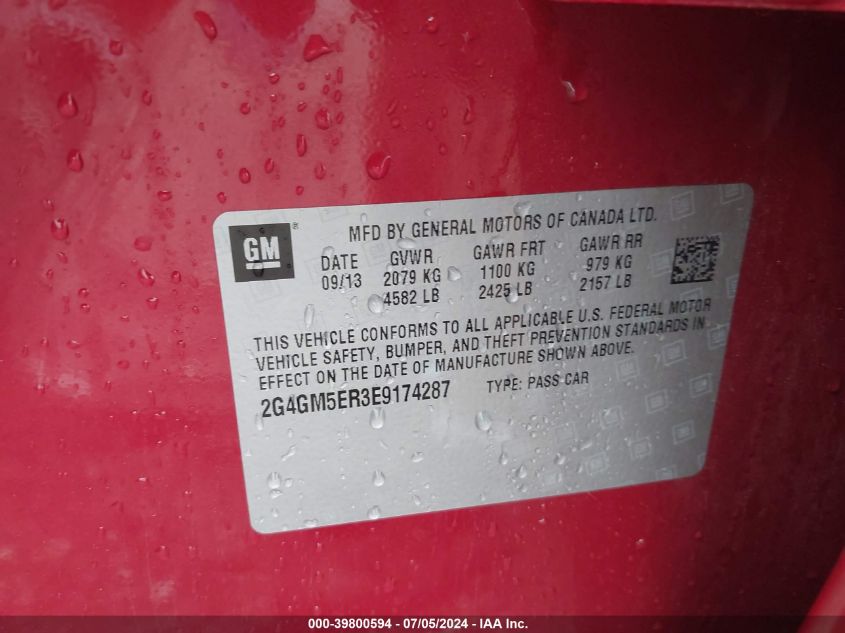 GM ®
MFD BY GENERAL MOTORS OF CANADA LTD.
DATE GVWR GAWR FRT GAWR RR
09/13 2079 KG 1100 KG 979 KG
4582 LB 2425 LB 2157 LB
THIS VEHICLE CONFORMS TO ALL APPLICABLE U.S. FEDERAL MOTOR
VEHICLE SAFETY, BUMPER, AND THEFT PREVENTION STANDARDS IN
EFFECT ON THE DATE OF MANUFACTURE SHOWN ABOVE.
2G4GM5ER3E9174287 TYPE: PASS CAR
000-39800594 - 07/05/2024 - IAA Inc.